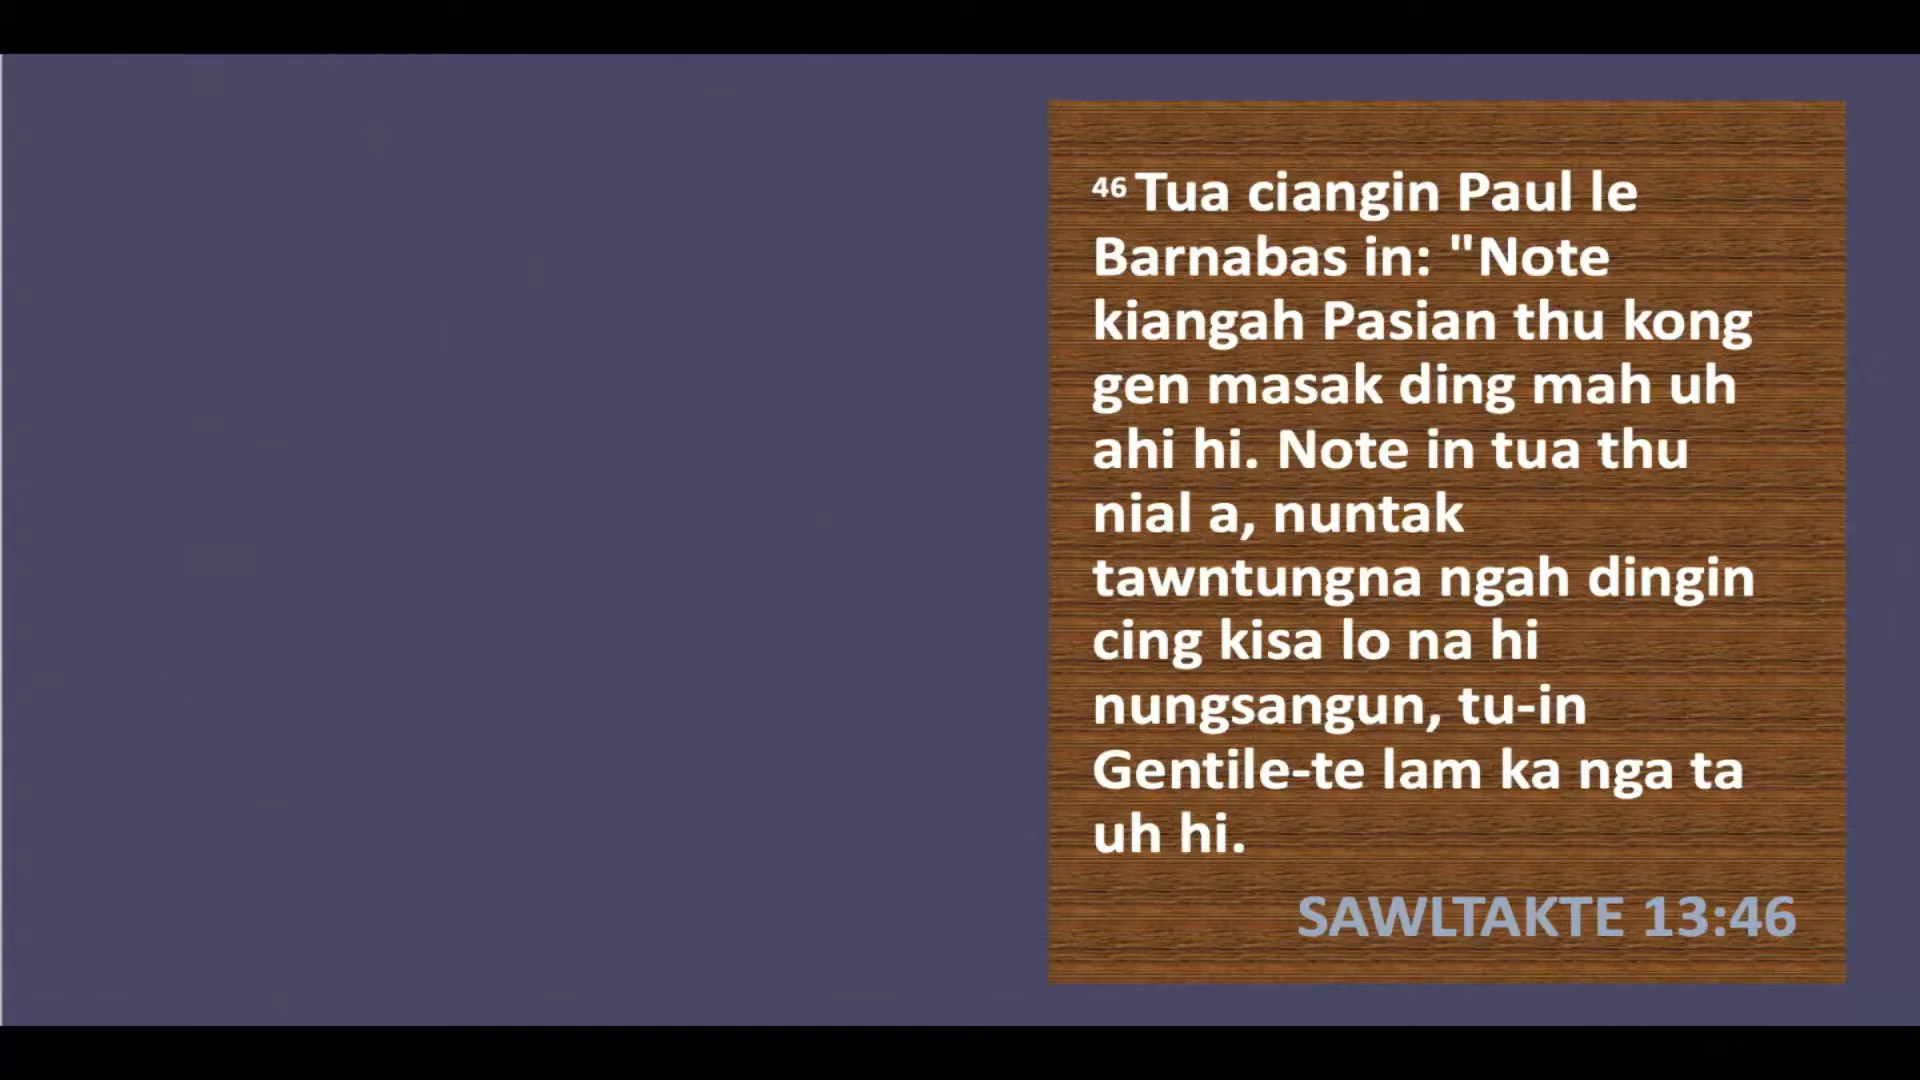 46 Tua ciangin Paul le
Barnabas in: "Note
kiangah Pasian thu kong
gen masak ding mah uh
ahi hi. Note in tua thu
nial a, nuntak
tawntungna ngah dingin
cing kisa lo na hi
nungsangun, tu-in
Gentile-te lam ka nga ta
uh hi.
SAWLTAKTE 13:46